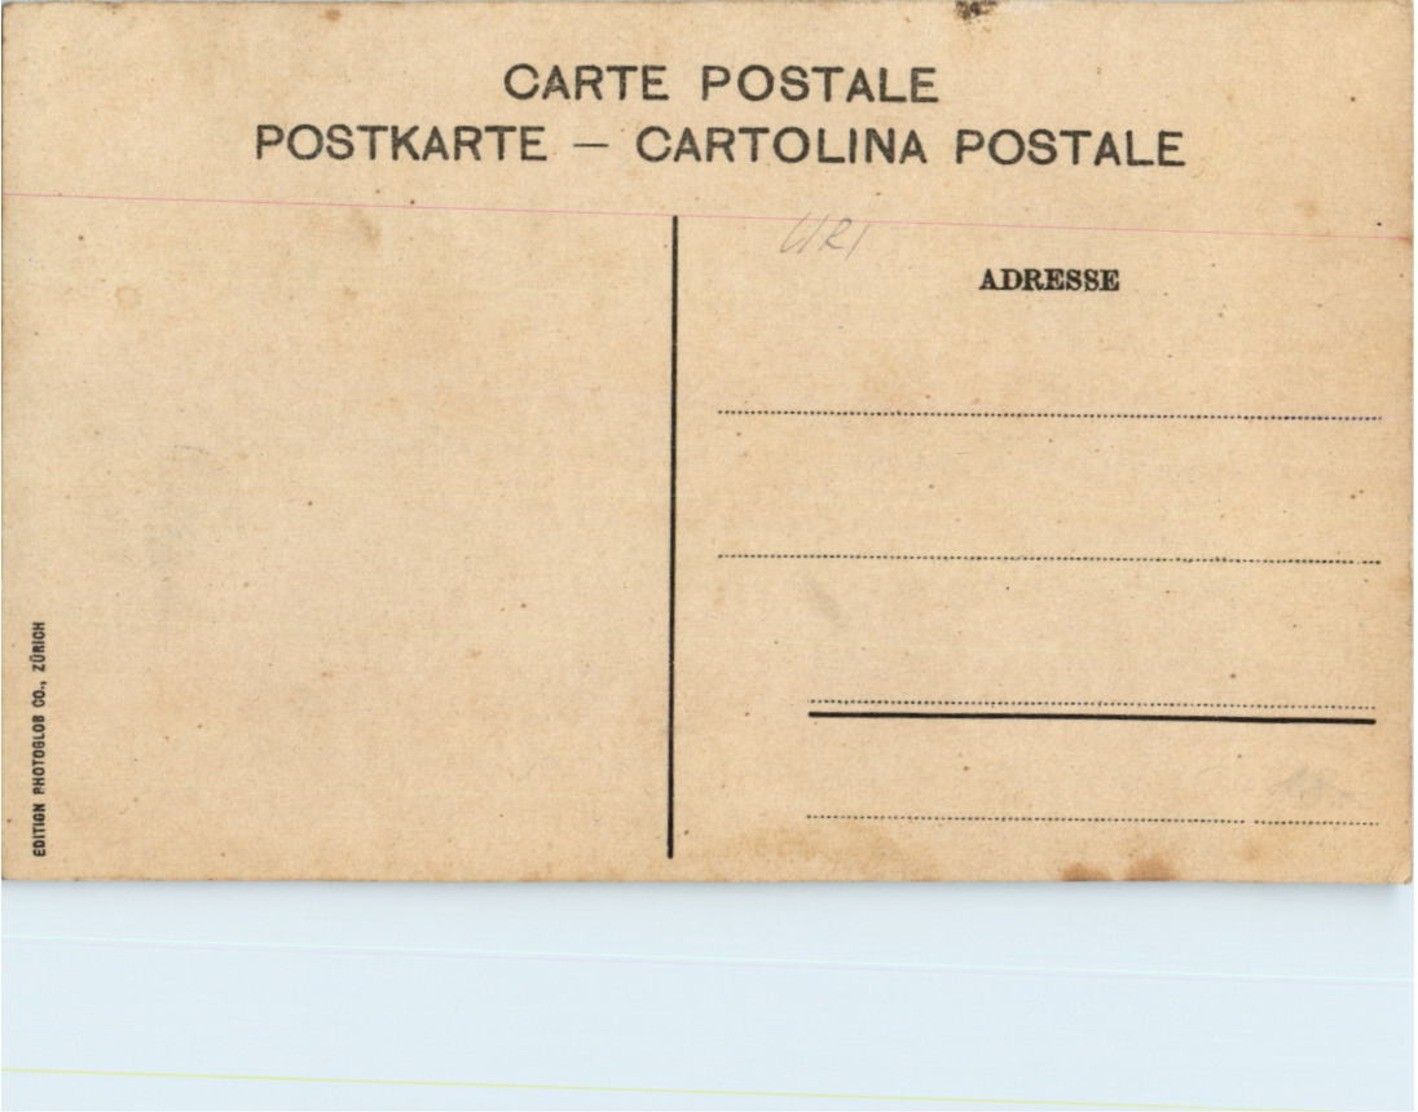 CARTE POSTALE
POSTKARTE — CARTOLINA POSTALE
URI
ADRESSE
EDITION PHOTOGLOB CO., ZÜRICH